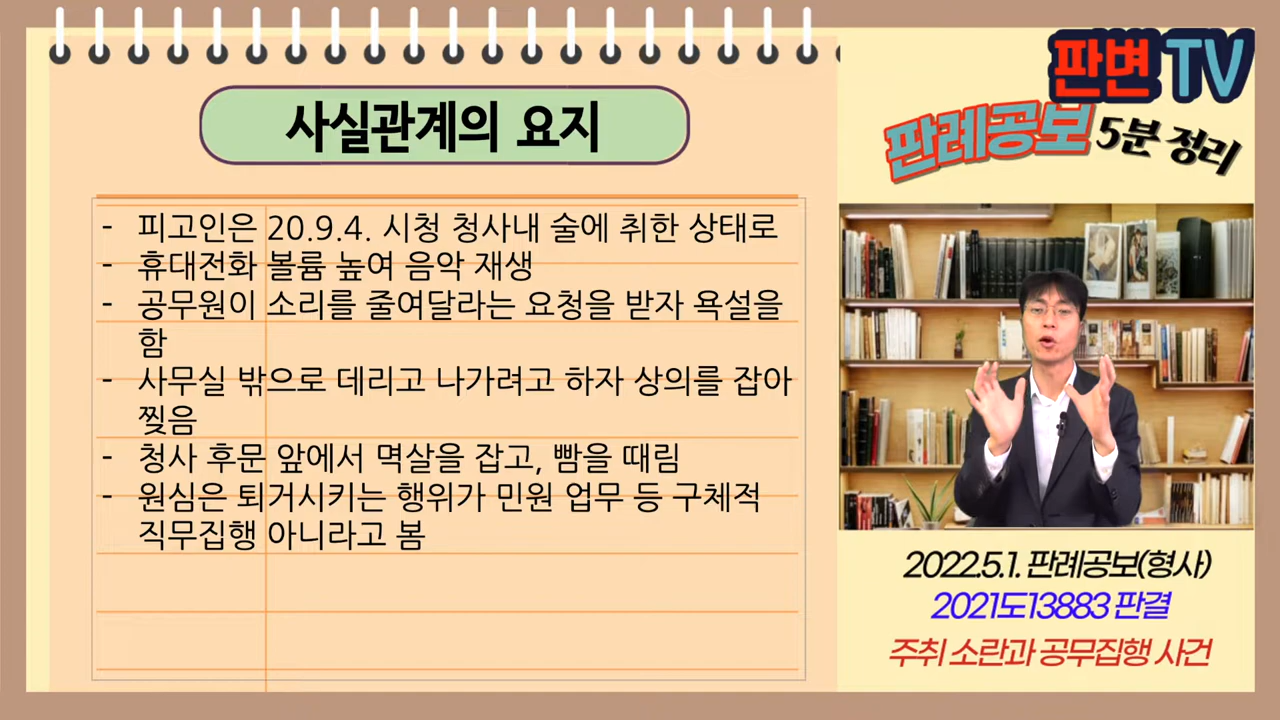 사실관계의 요지
- 피고인은 20.9.4. 시청 청사내 술에 취한 상태로
- 휴대전화 볼륨 높여 음악 재생
- 공무원이 소리를 줄여달라는 요청을 받자 욕설을
함
- 사무실 밖으로 데리고 나가려고 하자 상의를 잡아
찢음
- 청사 후문 앞에서 멱살을 잡고, 뺨을 때림
- 원심은 퇴거시키는 행위가 민원 업무 등 구체적
직무집행 아니라고 봄
판변 TV
판례공보 5분 정리
2022.5.1. 판례공보(형사)
2021도13883 판결
주취 소란과 공무집행 사건